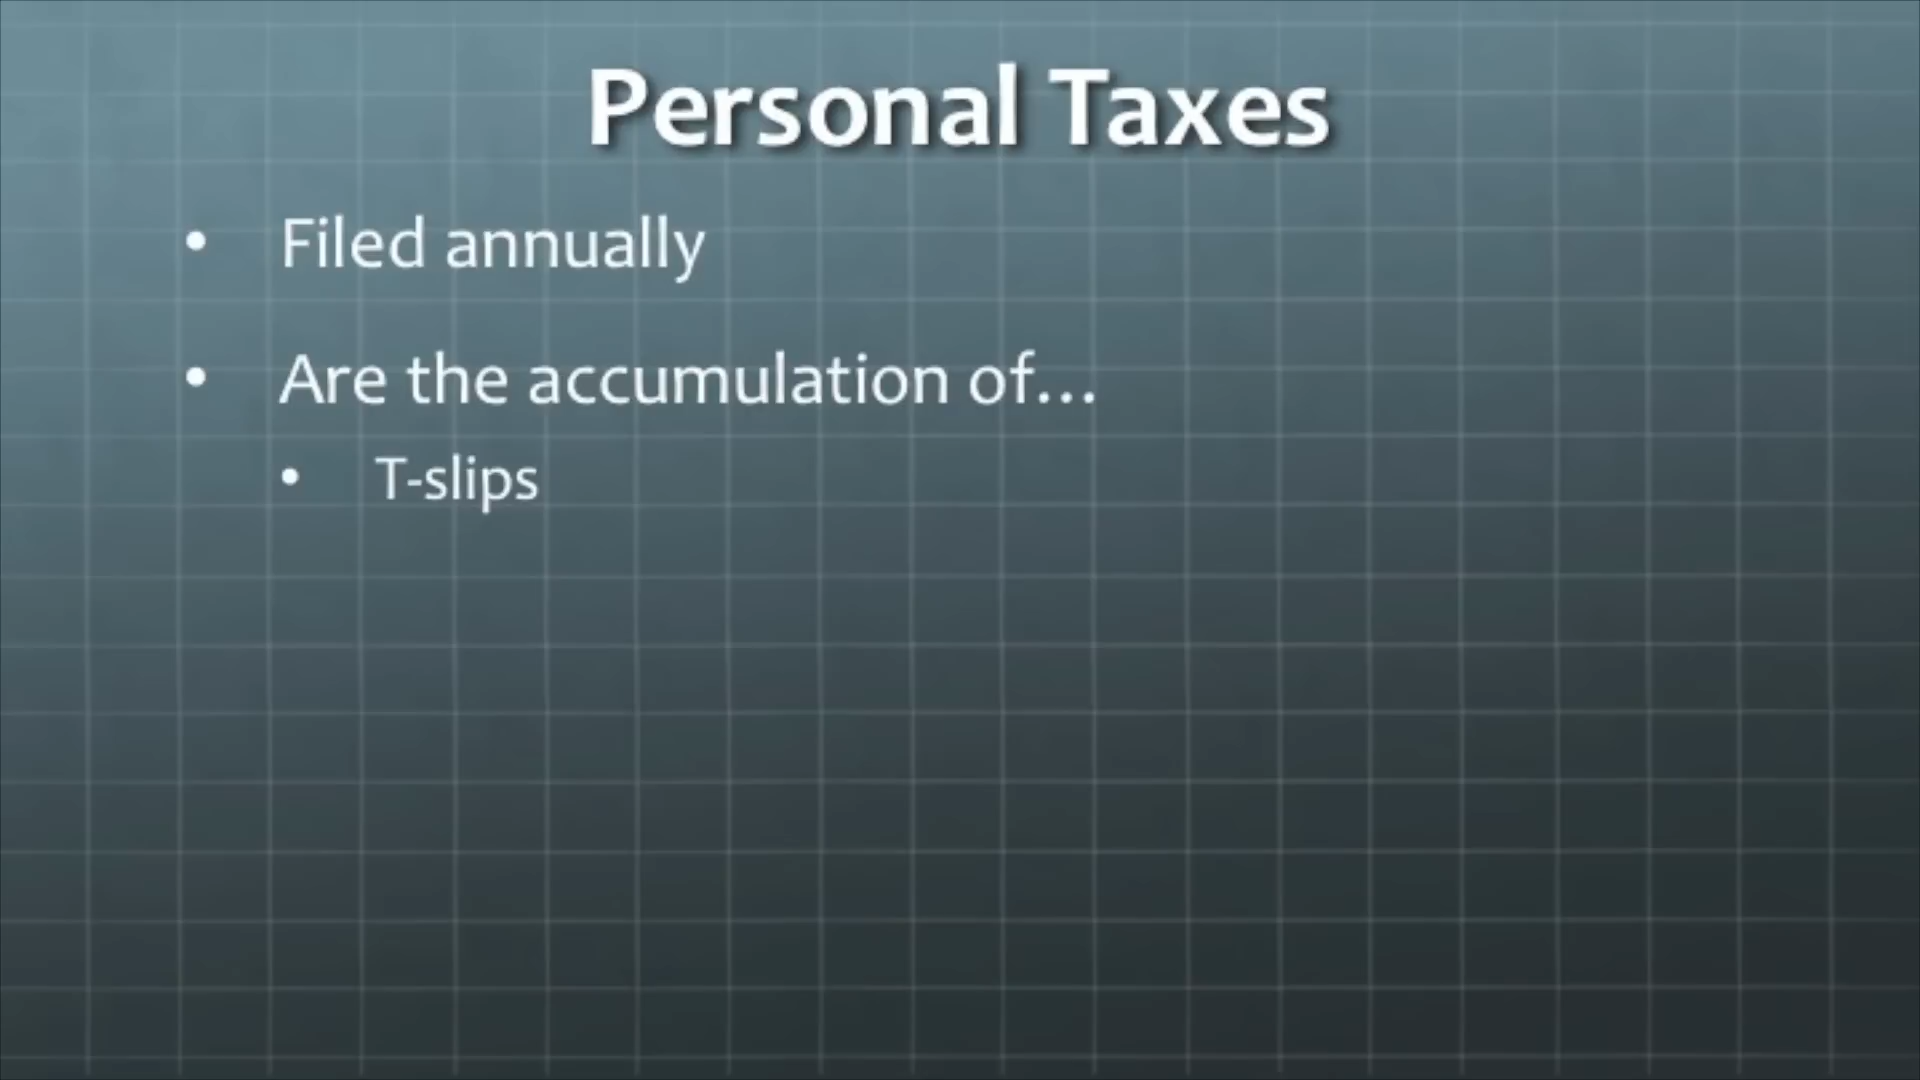 Personal Taxes
• Filed annually
• Are the accumulation of…
• T-slips